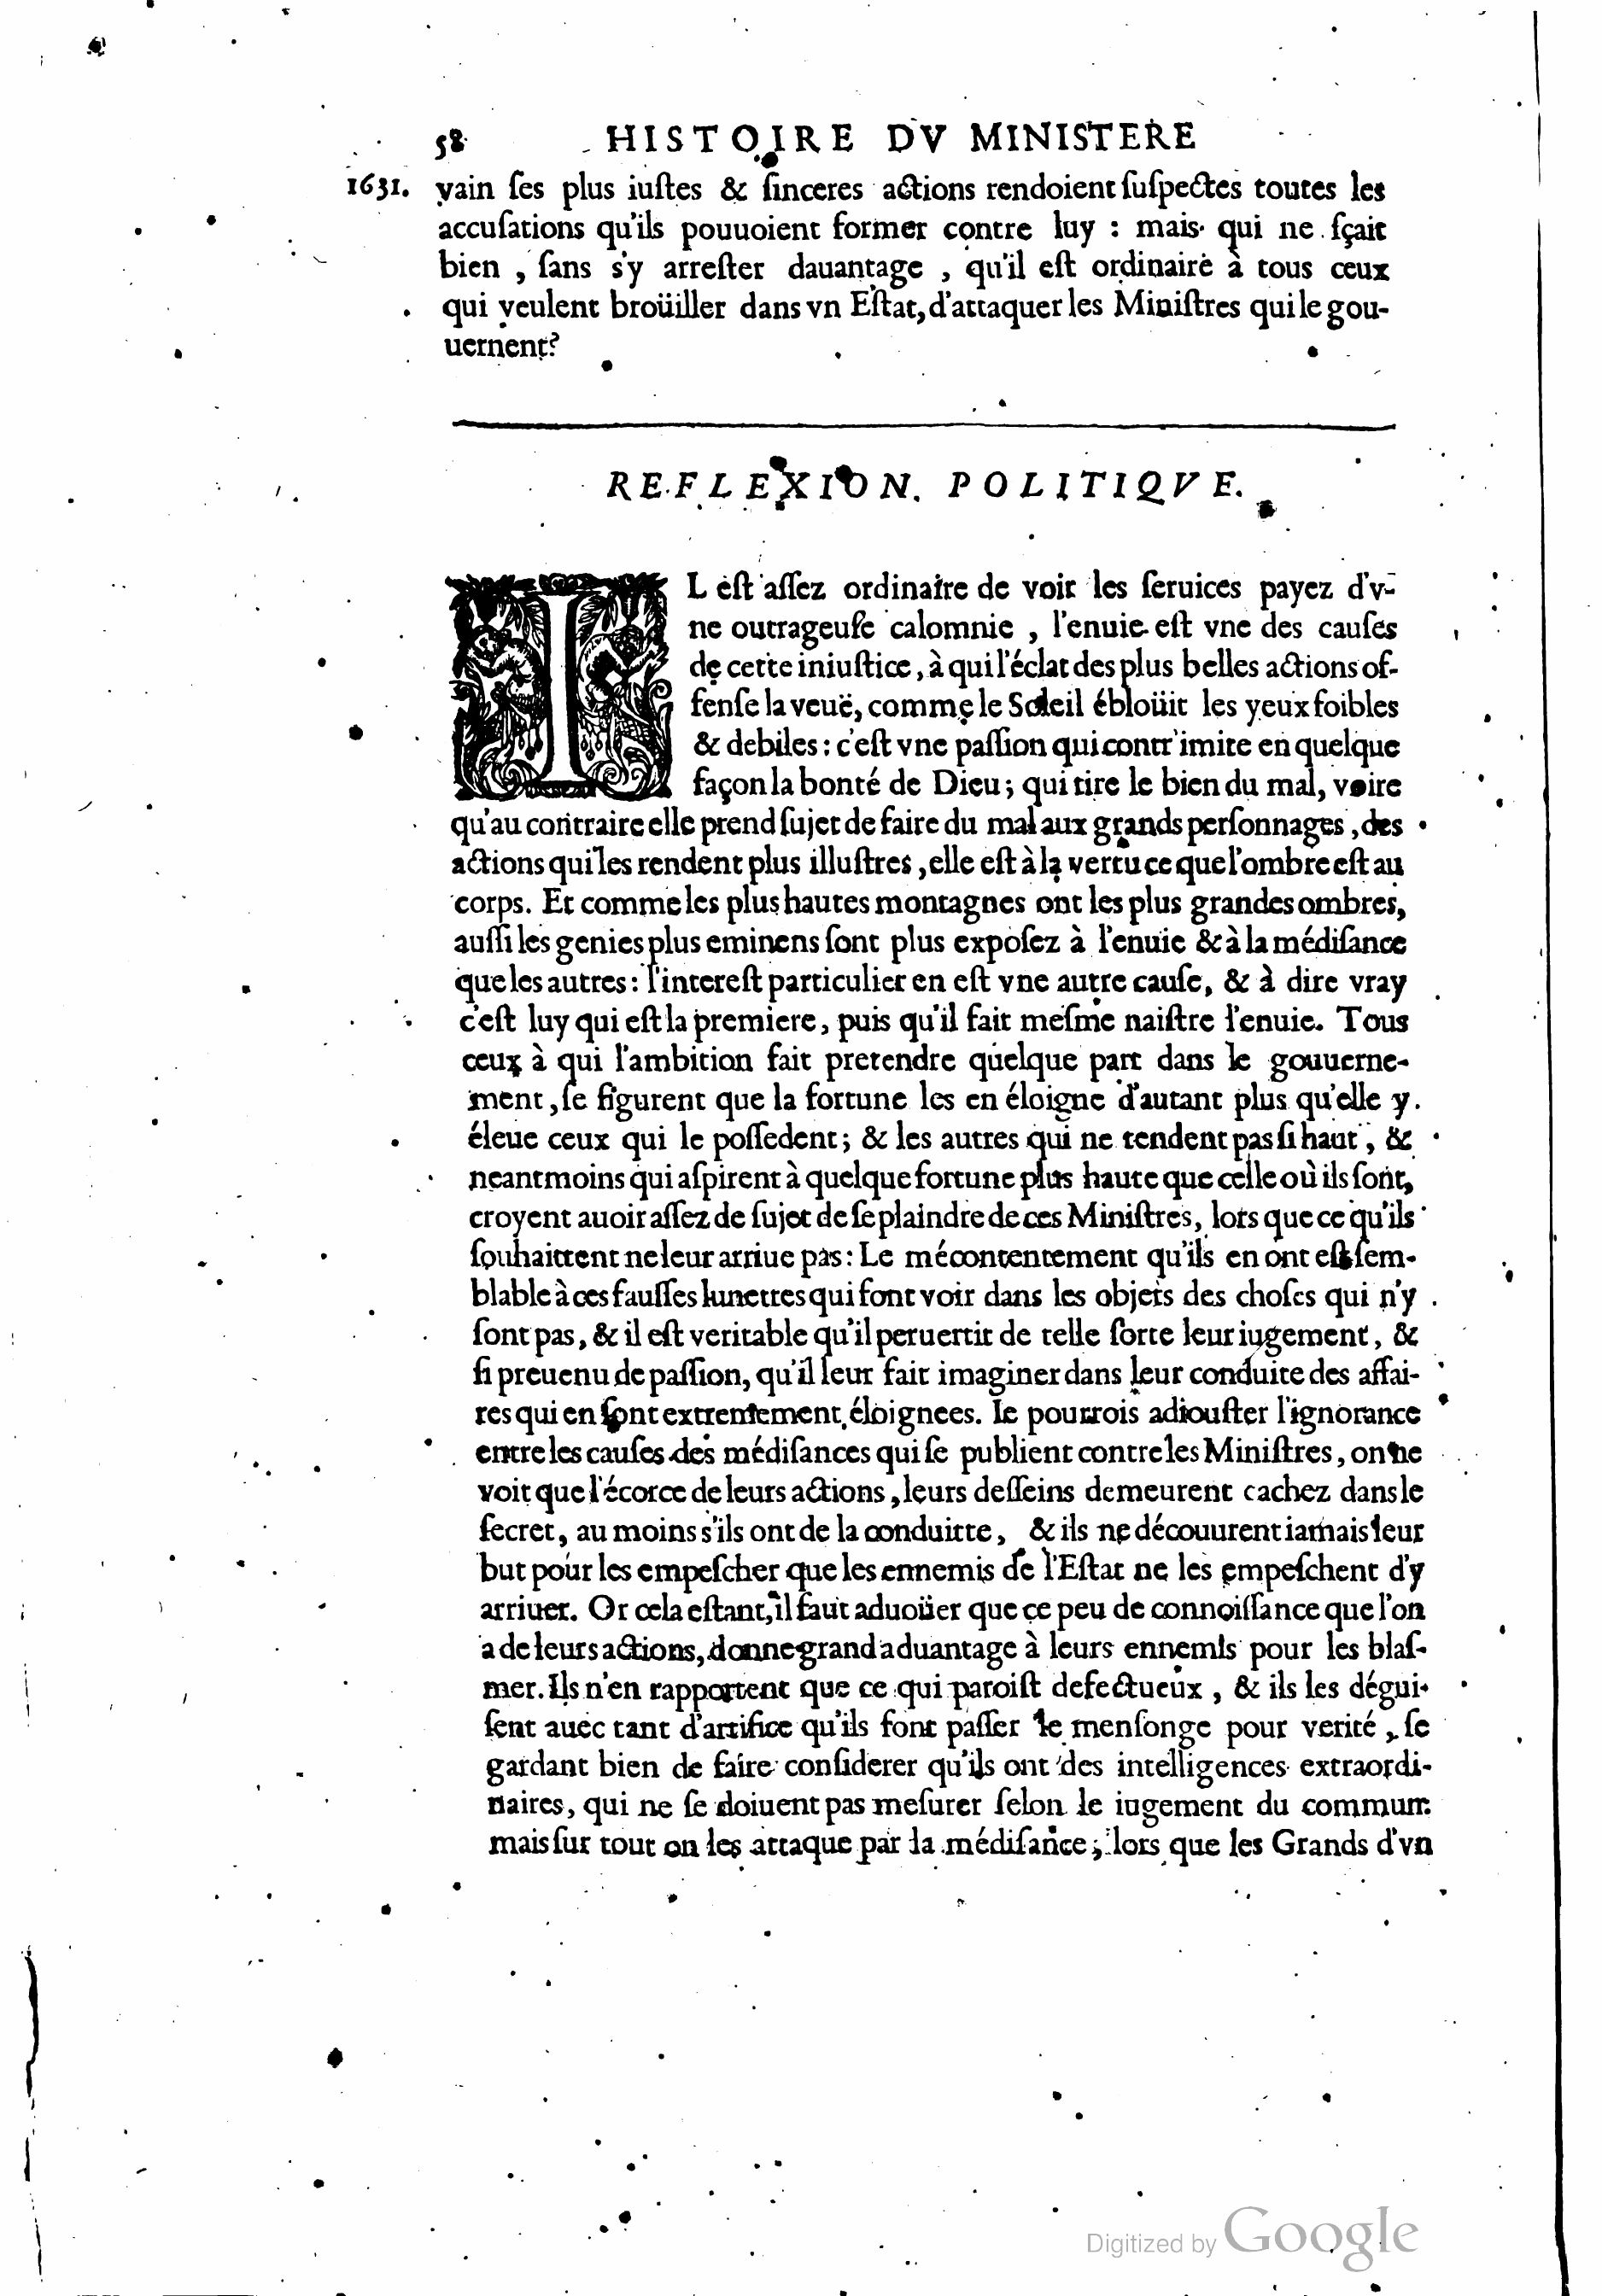 58 HISTOIRE DV MINISTERE
1631. vain ſes plus iuſtes & ſinceres actions rendoient ſuſpectes toutes les
accuſations qu'ils pouuoient former contre luy : mais qui ne ſçait
bien , ſans s'y arreſter dauantage , qu'il eſt ordinaire à tous ceux
qui veulent broüiller dans vn Eſtat, d'attaquer les Miniſtres qui le gou-
uernent?
REFLEXION POLITIQVE.
IL eſt aſſez ordinaire de voir les ſeruices payez d'v-
ne outrageuſe calomnie , l'enuie eſt vne des cauſes
de cette iniuſtice, à qui l'éclat des plus belles actions of-
fenſe la veuë, comme le Soleil éblouït les yeux foibles
& debiles : c'eſt vne paſſion qui contr'imite en quelque
façon la bonté de Dieu ; qui tire le bien du mal, voire
qu'au contraire elle prend ſujet de faire du mal aux grands perſonnages , des
actions qui les rendent plus illuſtres , elle eſt à la vertu ce que l'ombre eſt au
corps. Et comme les plus hautes montagnes ont les plus grandes ombres,
auſſi les genies plus eminens ſont plus expoſez à l'enuie & à la médiſance
que les autres : l'intereſt particulier en eſt vne autre cauſe, & à dire vray
c'eſt luy qui eſt la premiere, puis qu'il fait meſme naiſtre l'enuie. Tous
ceux à qui l'ambition fait pretendre quelque part dans le gouuerne-
ment , ſe figurent que la fortune les en éloigne d'autant plus qu'elle y
éleue ceux qui le poſſedent ; & les autres qui ne tendent pas ſi haut , &
neantmoins qui aſpirent à quelque fortune plus haute que celle où ils ſont,
croyent auoir aſſez de ſujet de ſe plaindre de ces Miniſtres, lors que ce qu'ils
ſouhaittent ne leur arriue pas : Le mécontentement qu'ils en ont eſt ſem-
blable à ces fauſſes lunettes qui font voir dans les objets des choſes qui n'y
ſont pas, & il eſt veritable qu'il peruertit de telle ſorte leur iugement, &
ſi preuenu de paſſion, qu'il leur fait imaginer dans leur conduite des affai-
res qui en ſont extremement éloignees. Ie pourrois adiouſter l'ignorance
entre les cauſes des médiſances qui ſe publient contre les Miniſtres, on ne
voit que l'écorce de leurs actions , leurs deſſeins demeurent cachez dans le
ſecret, au moins s'ils ont de la conduitte, & ils ne découurent iamais leur
but pour les empeſcher que les ennemis de l'Eſtat ne les empeſchent d'y
arriuer. Or cela eſtant, il faut aduoüer que ce peu de connoiſſance que l'on
a de leurs actions, donne grand aduantage à leurs ennemis pour les blaſ-
mer. Ils n'en rapportent que ce qui paroiſt defectueux , & ils les dégui-
ſent auec tant d'artifice qu'ils font paſſer le menſonge pour verité , ſe
gardant bien de faire conſiderer qu'ils ont des intelligences extraordi-
naires, qui ne ſe doiuent pas meſurer ſelon le iugement du commun:
mais ſur tout on les attaque par la médiſance ; lors que les Grands d'vn
Digitized by Google